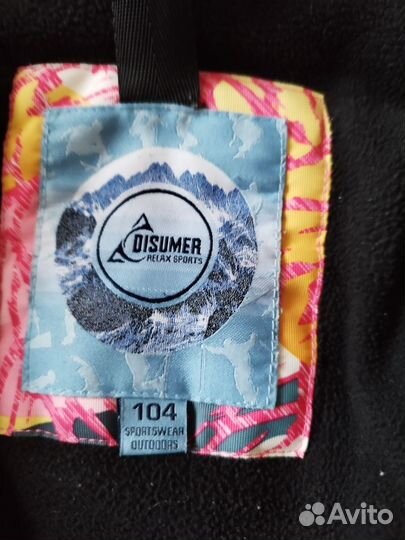 DISUMER
RELAX SPORTS
104
SPORTSWEAR
OUTDOORS
Avito